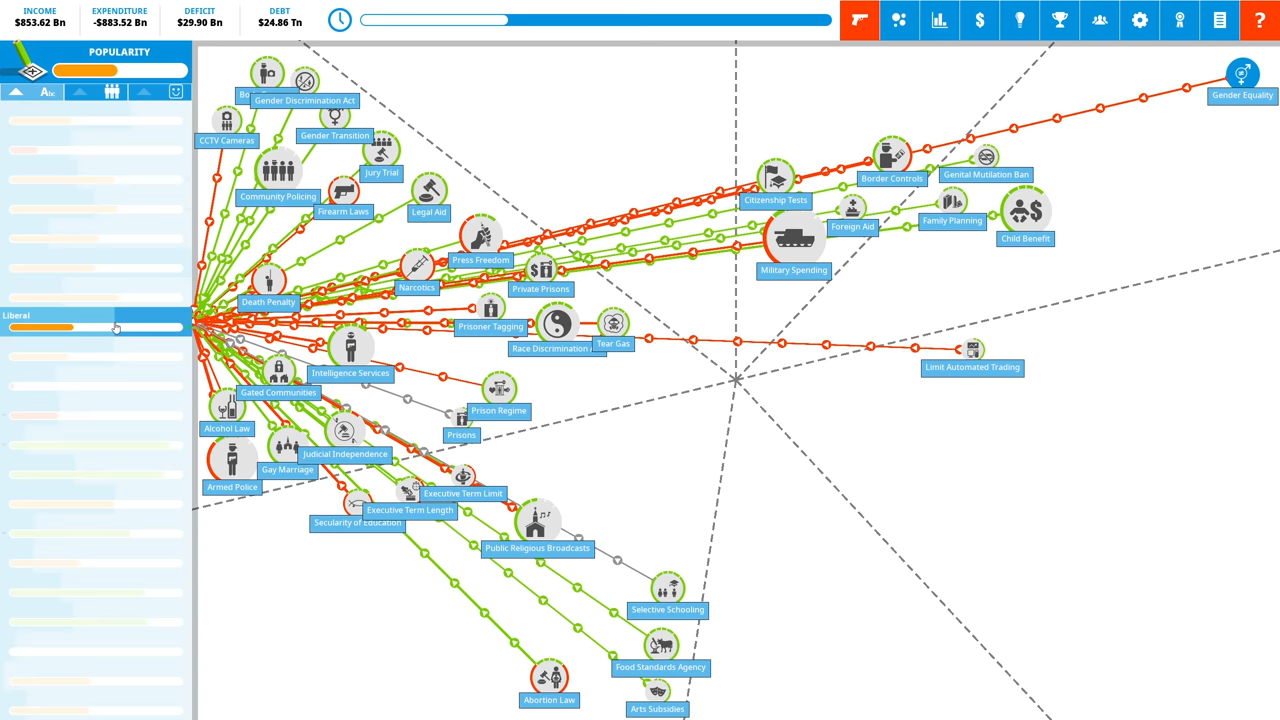 INCOME
$853.62 Bn
EXPENDITURE
-$883.52 Bn
DEFICIT
$29.90 Bn
DEBT
$24.86 Tn
?
POPULARITY
Abc
Liberal
Gender Discrimination Act
CCTV Cameras
Gender Transition
Jury Trial
Community Policing
Firearm Laws
Legal Aid
Press Freedom
Narcotics
Private Prisons
Death Penalty
Prisoner Tagging
Race Discrimination
Tear Gas
Intelligence Services
Gated Communities
Prison Regime
Prisons
Alcohol Law
Judicial Independence
Gay Marriage
Armed Police
Executive Term Limit
Executive Term Length
Secularity of Education
Public Religious Broadcasts
Selective Schooling
Food Standards Agency
Abortion Law
Arts Subsidies
Gender Equality
Border Controls
Genital Mutilation Ban
Citizenship Tests
Foreign Aid
Family Planning
Child Benefit
Military Spending
Limit Automated Trading